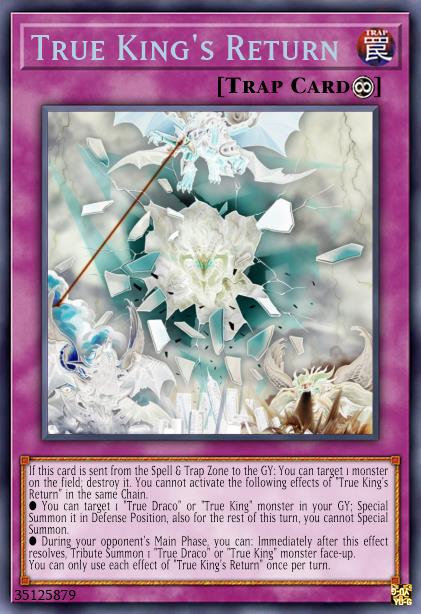 True King's Return
TRAP
罠
[Trap Card∞]
If this card is sent from the Spell & Trap Zone to the GY: You can target 1 monster
on the field; destroy it. You cannot activate the following effects of "True King's
Return" in the same Chain.
● You can target 1 "True Draco" or "True King" monster in your GY; Special
Summon it in Defense Position, also for the rest of this turn, you cannot Special
Summon.
● During your opponent's Main Phase, you can: Immediately after this effect
resolves, Tribute Summon 1 "True Draco" or "True King" monster face-up.
You can only use each effect of "True King's Return" once per turn.
35125879